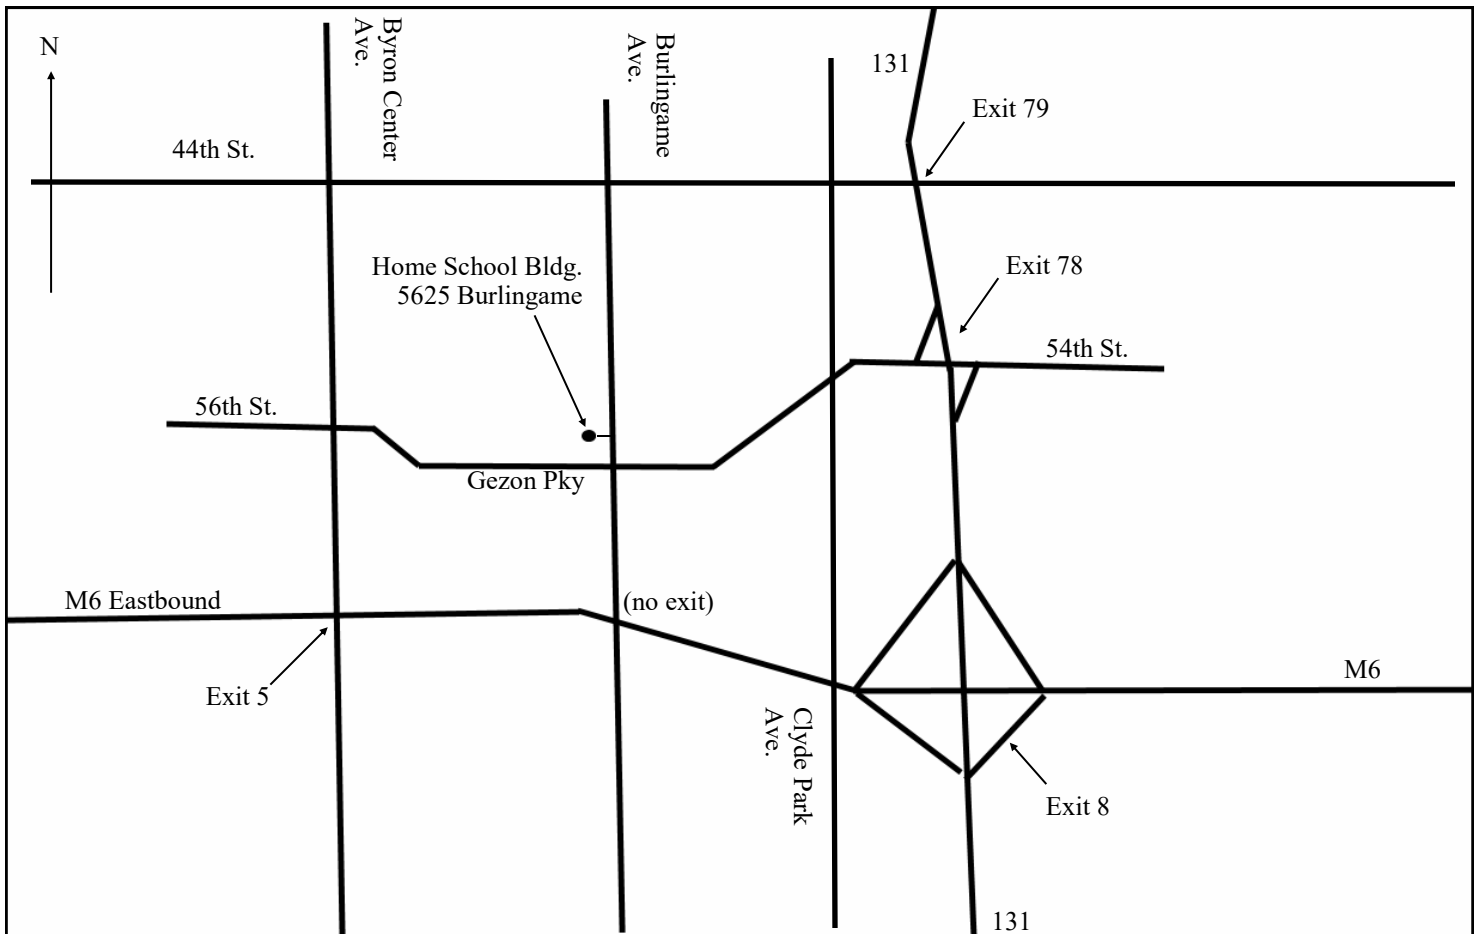 N
Byron Center
Ave.
Burlingame
Ave.
131
Exit 79
44th St.
Home School Bldg.
5625 Burlingame
Exit 78
54th St.
56th St.
Gezon Pky
M6 Eastbound
(no exit)
M6
Exit 5
Clyde Park
Ave.
Exit 8
131